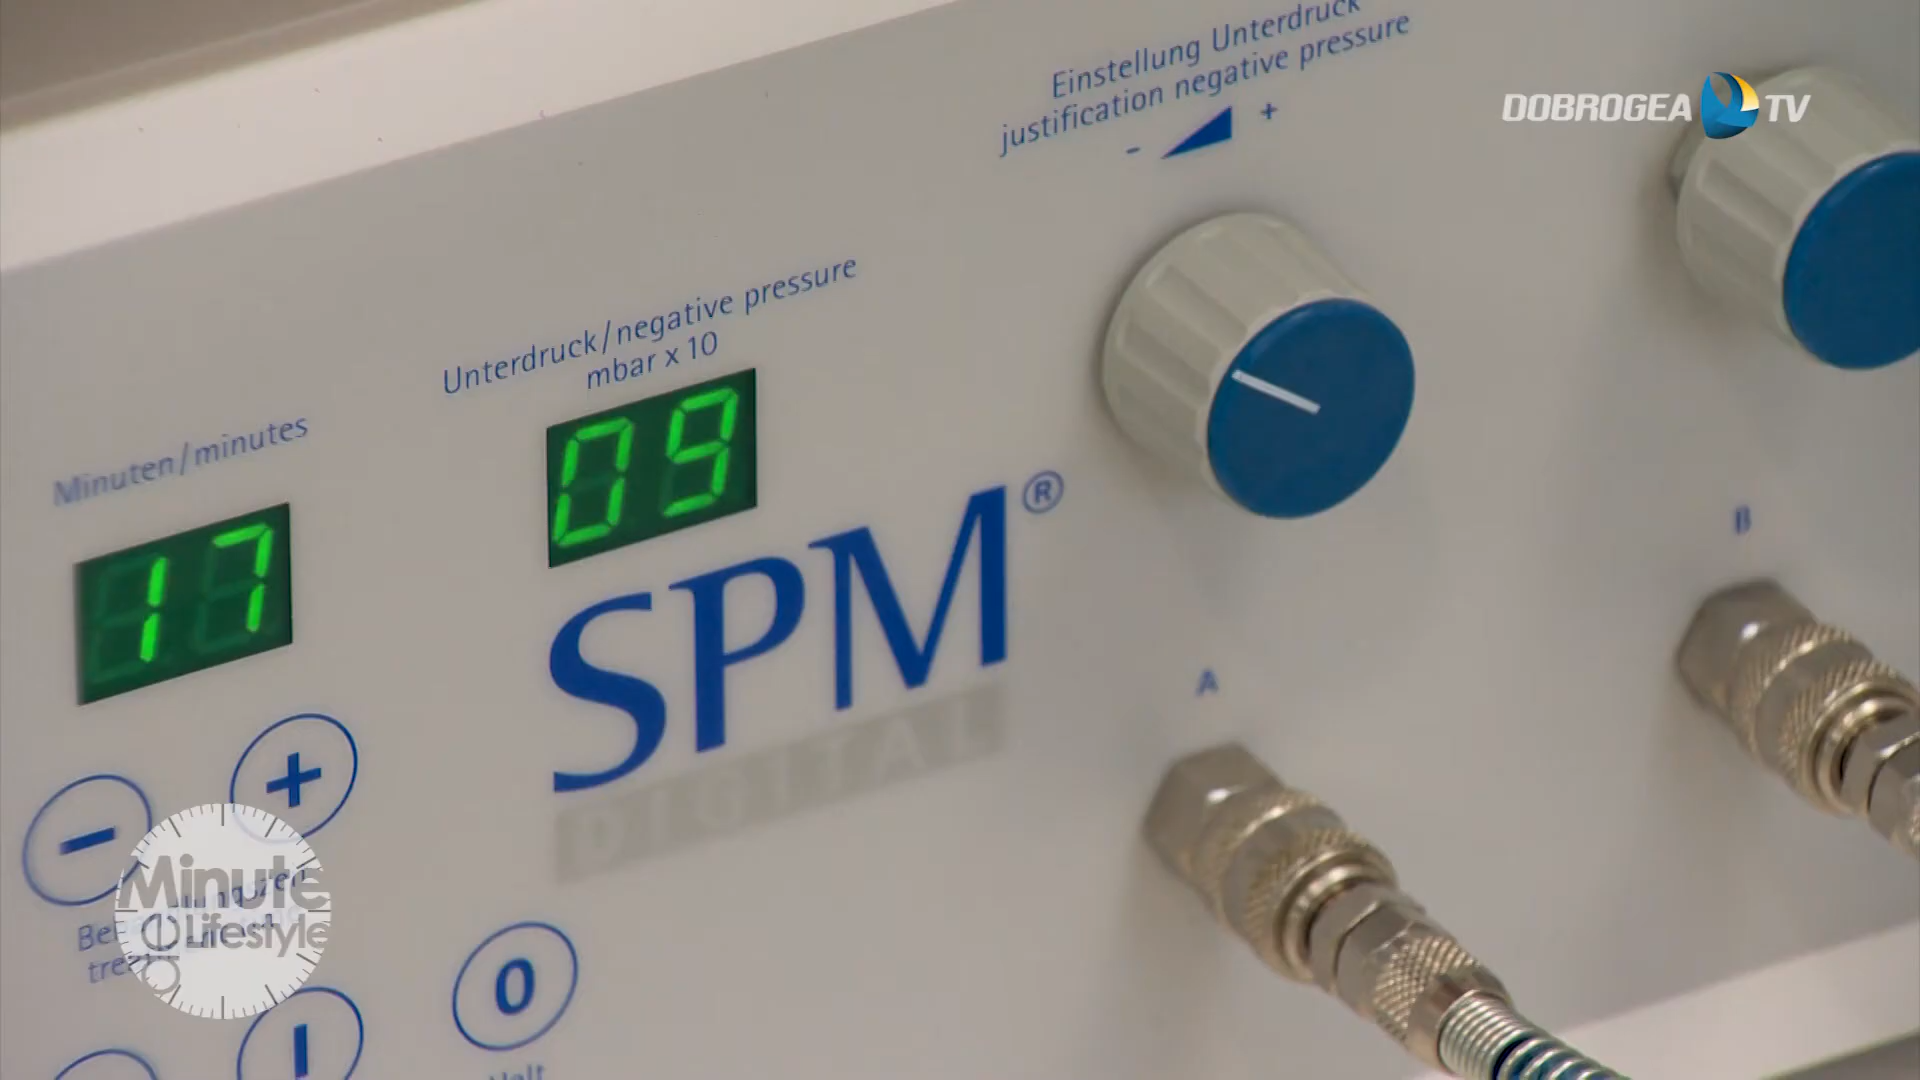 Einstellung Unterdruck
justification negative pressure
- +
DOBROGEA TV
Unterdruck/negative pressure
mbar x 10
09
Minuten/minutes
17
SPM®
DIGITAL
A
B
+
-
Minute
Lifestyle
0